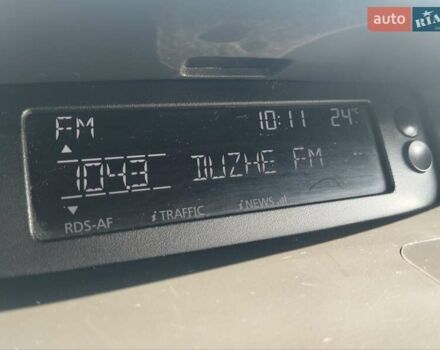 auto RIA
FM 10:11 24°
104.3 DUZHE FM
RDS-AF i TRAFFIC i NEWS